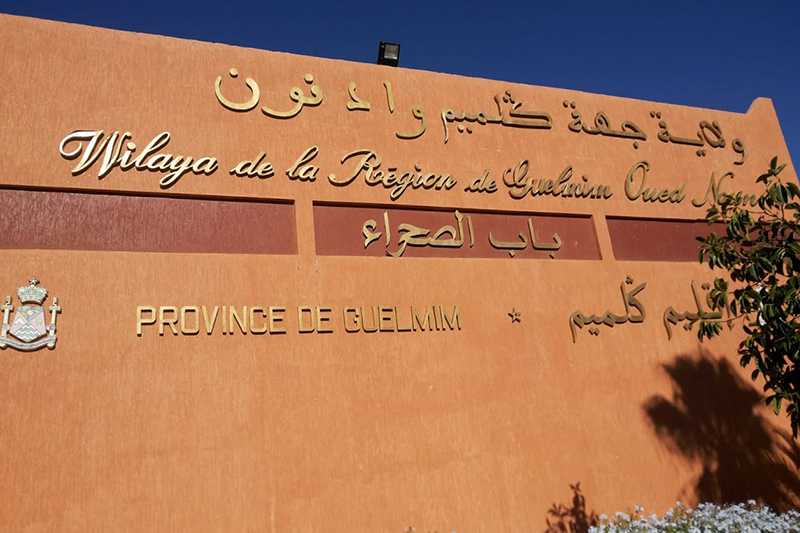 ولاية جهة كلميم واد نون
Wilaya de la Région de Guelmim Oued Noun
باب الصحراء
PROVINCE DE GUELMIM * اقليم كلميم